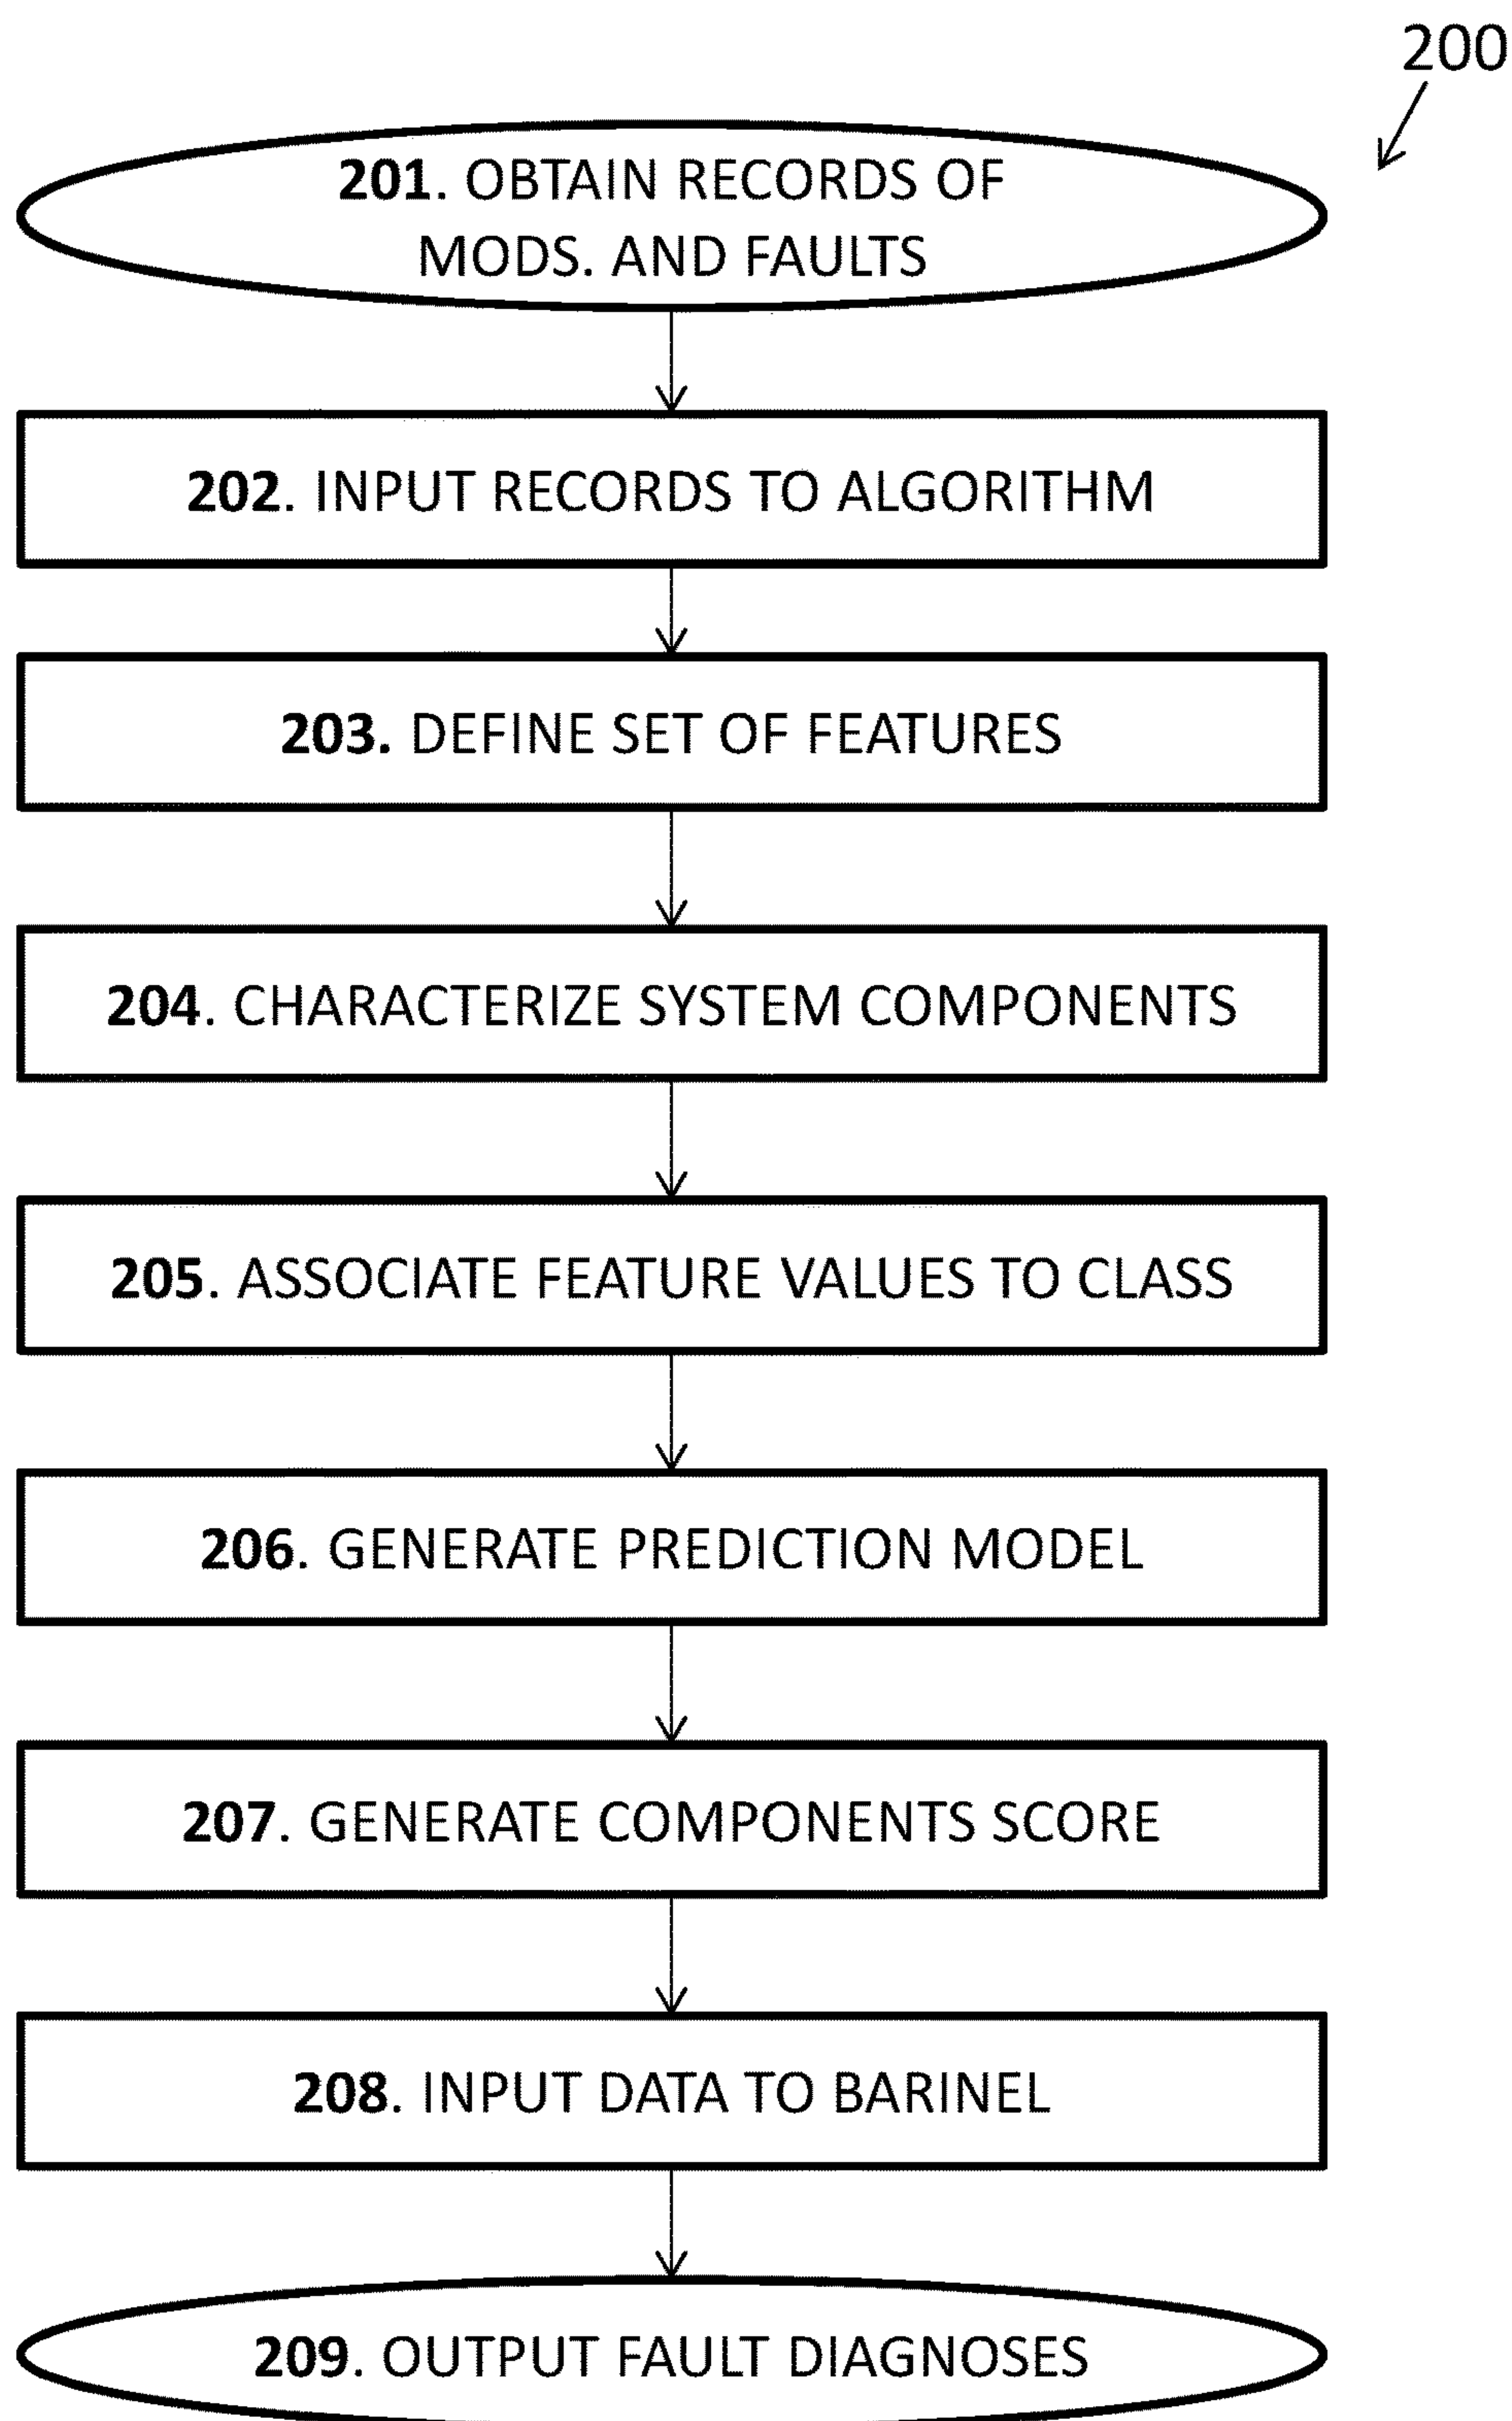 200
201. OBTAIN RECORDS OF
MODS. AND FAULTS
202. INPUT RECORDS TO ALGORITHM
203. DEFINE SET OF FEATURES
204. CHARACTERIZE SYSTEM COMPONENTS
205. ASSOCIATE FEATURE VALUES TO CLASS
206. GENERATE PREDICTION MODEL
207. GENERATE COMPONENTS SCORE
208. INPUT DATA TO BARINEL
209. OUTPUT FAULT DIAGNOSES